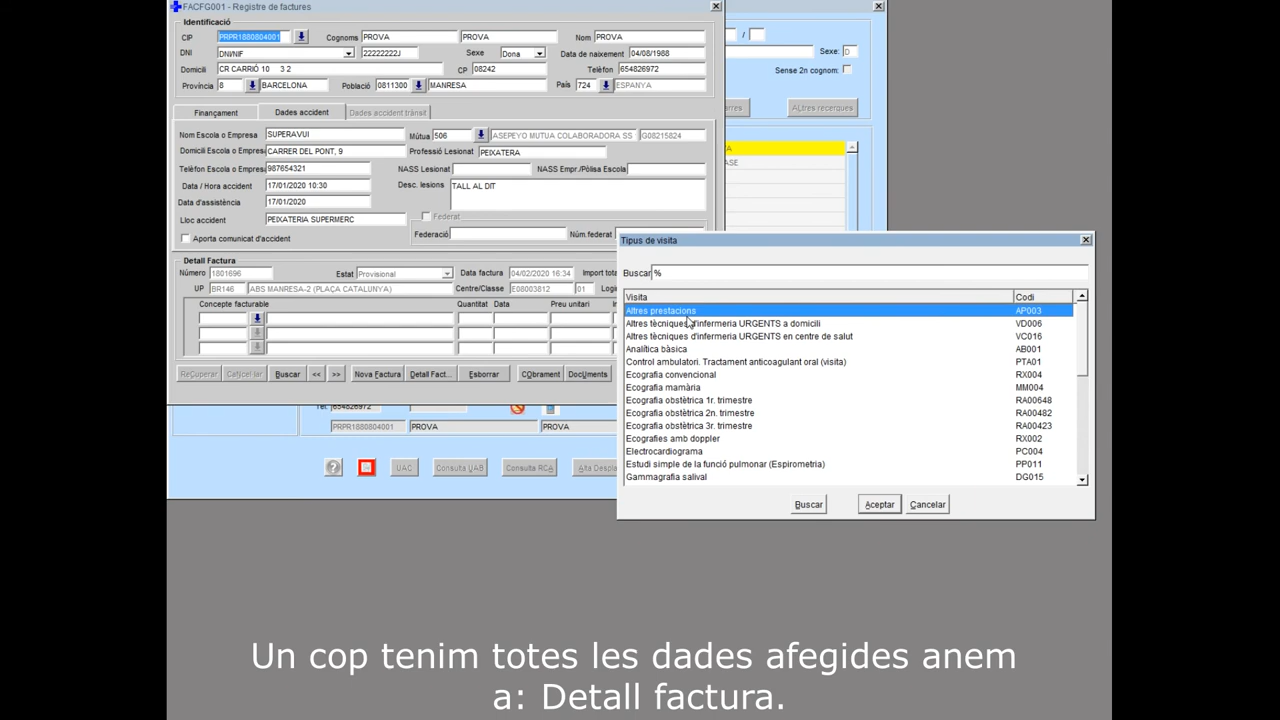 FACFG001 - Registre de factures
Identificació
CIP PRPR1880804001 Cognoms PROVA PROVA Nom PROVA
DNI DNI/NIF 22222222J Sexe Dona Data de naixement 04/08/1988
Domicili CR CARRIÓ 10 3 2 CP 08242 Telèfon 654826972
Província 8 BARCELONA Població 0811300 MANRESA País 724 ESPANYA
/
Sexe: D
Sense 2n cognom:
arres
ALtres recerques
Finançament Dades accident Dades accident trànsit
Nom Escola o Empresa SUPERAVUI Mútua 506 ASEPEYO MUTUA COLABORADORA SS G08215824
Domicili Escola o Empres CARRER DEL PONT, 9 Professió Lesionat PEIXATERA
Telèfon Escola o Empresa 987654321 NASS Lesionat NASS Empr./Pòlisa Escola
Data / Hora accident 17/01/2020 10:30 Desc. lesions TALL AL DIT
Data d'assistència 17/01/2020
Lloc accident PEIXATERIA SUPERMERC Federat
Aporta comunicat d'accident Federació Núm.federat
A
ASE
Detall Factura
Número 1801696 Estat Provisional Data factura 04/02/2020 16:34 Import tota
UP BR146 ABS MANRESA-2 (PLAÇA CATALUNYA) Centre/Classe E08003812 01 Logi
Concepte facturable Quantitat Data Preu unitari I
ReCuperar Cancel·lar Buscar << >> Nova Factura Detall Fact... Esborrar CObrament DocUments
Tel. 654826972
PRPR1880804001 PROVA PROVA
? UAC Consulta UAB Consulta RCA Alta Despla
Tipus de visita
Buscar %
Visita Codi
Altres prestacions AP003
Altres tècniques d'infermeria URGENTS a domicili VD006
Altres tècniques d'infermeria URGENTS en centre de salut VC016
Analítica bàsica AB001
Control ambulatori. Tractament anticoagulant oral (visita) PTA01
Ecografia convencional RX004
Ecografia mamària MM004
Ecografia obstètrica 1r. trimestre RA00648
Ecografia obstètrica 2n. trimestre RA00482
Ecografia obstètrica 3r. trimestre RA00423
Ecografies amb doppler RX002
Electrocardiograma PC004
Estudi simple de la funció pulmonar (Espirometria) PP011
Gammagrafia salival DG015
Buscar Aceptar Cancelar
Un cop tenim totes les dades afegides anem
a: Detall factura.